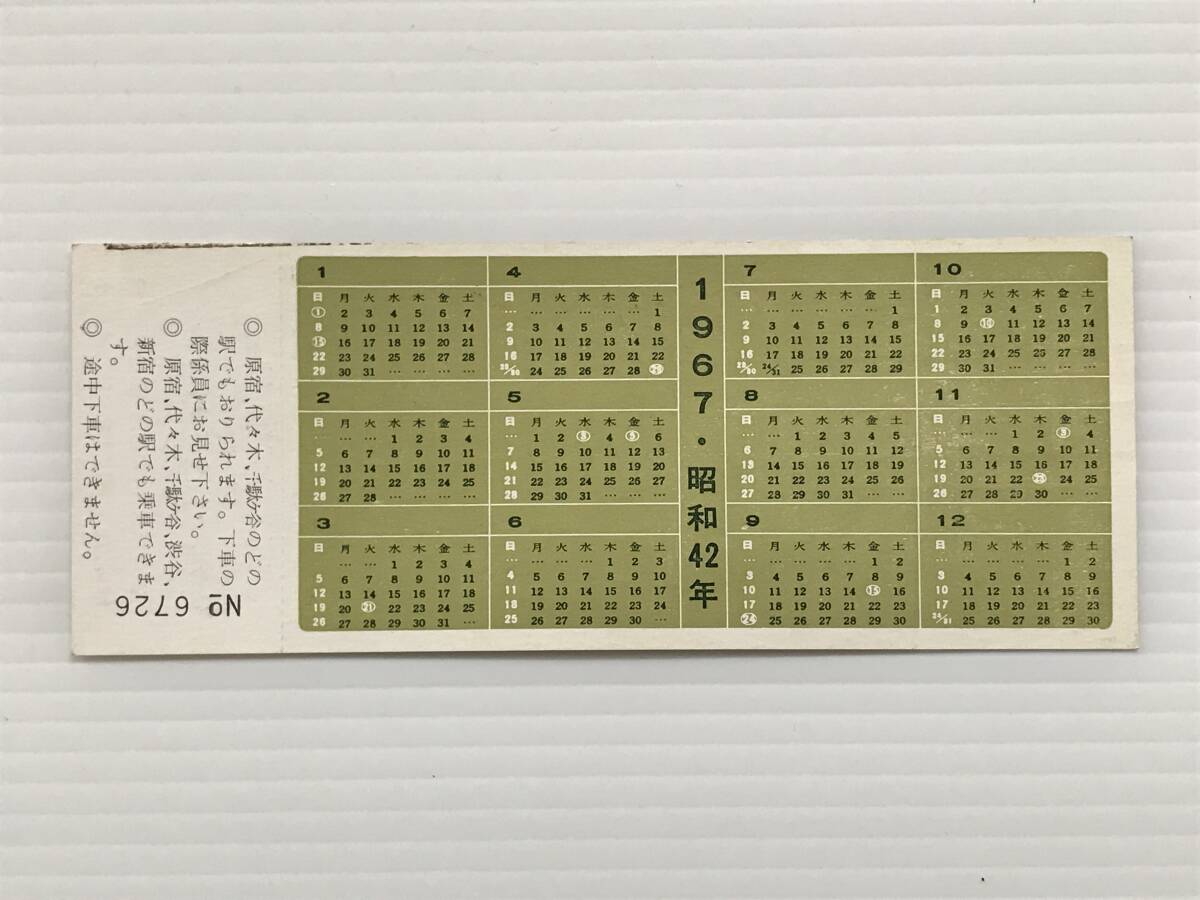 ◎ 原宿、代々木、千駄ケ谷のどの
駅でもおりられます。下車の
際係員にお見せ下さい。
◎ 原宿、代々木、千駄ケ谷、渋谷、
新宿のどの駅でも乗車できま
す。
◎ 途中下車はできません。
No 6726
1967・昭和42年
1
日 月 火 水 木 金 土
1 2 3 4 5 6 7
8 9 10 11 12 13 14
15 16 17 18 19 20 21
22 23 24 25 26 27 28
29 30 31 … … … …
2
日 月 火 水 木 金 土
… … … 1 2 3 4
5 6 7 8 9 10 11
12 13 14 15 16 17 18
19 20 21 22 23 24 25
26 27 28 … … … …
3
日 月 火 水 木 金 土
… … … 1 2 3 4
5 6 7 8 9 10 11
12 13 14 15 16 17 18
19 20 21 22 23 24 25
26 27 28 29 30 31 …
4
日 月 火 水 木 金 土
… … … … … … 1
2 3 4 5 6 7 8
9 10 11 12 13 14 15
16 17 18 19 20 21 22
23/30 24 25 26 27 28 29
5
日 月 火 水 木 金 土
… 1 2 3 4 5 6
7 8 9 10 11 12 13
14 15 16 17 18 19 20
21 22 23 24 25 26 27
28 29 30 31 … … …
6
日 月 火 水 木 金 土
… … … … 1 2 3
4 5 6 7 8 9 10
11 12 13 14 15 16 17
18 19 20 21 22 23 24
25 26 27 28 29 30 …
7
日 月 火 水 木 金 土
… … … … … … 1
2 3 4 5 6 7 8
9 10 11 12 13 14 15
16 17 18 19 20 21 22
23/30 24/31 25 26 27 28 29
8
日 月 火 水 木 金 土
… … 1 2 3 4 5
6 7 8 9 10 11 12
13 14 15 16 17 18 19
20 21 22 23 24 25 26
27 28 29 30 31 … …
9
日 月 火 水 木 金 土
… … … … … 1 2
3 4 5 6 7 8 9
10 11 12 13 14 15 16
17 18 19 20 21 22 23
24 25 26 27 28 29 30
10
日 月 火 水 木 金 土
1 2 3 4 5 6 7
8 9 10 11 12 13 14
15 16 17 18 19 20 21
22 23 24 25 26 27 28
29 30 31 … … … …
11
日 月 火 水 木 金 土
… … … 1 2 3 4
5 6 7 8 9 10 11
12 13 14 15 16 17 18
19 20 21 22 23 24 25
26 27 28 29 30 … …
12
日 月 火 水 木 金 土
… … … … … 1 2
3 4 5 6 7 8 9
10 11 12 13 14 15 16
17 18 19 20 21 22 23
24/31 25 26 27 28 29 30